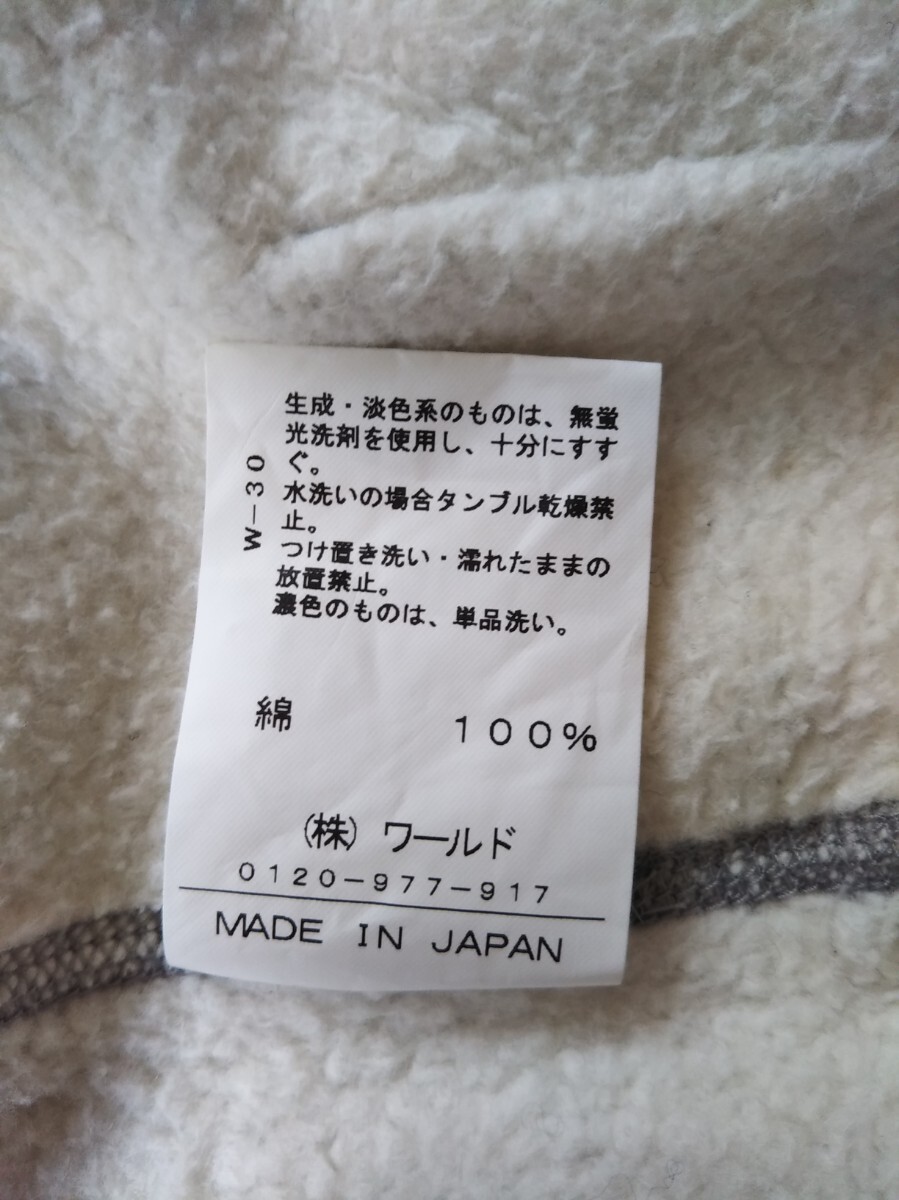 生成・淡色系のものは、無蛍
光洗剤を使用し、十分にすす
ぐ。
水洗いの場合タンブル乾燥禁
止。
つけ置き洗い・濡れたままの
放置禁止。
濃色のものは、単品洗い。
W-30
綿 100%
(株)ワールド
0120-977-917
MADE IN JAPAN